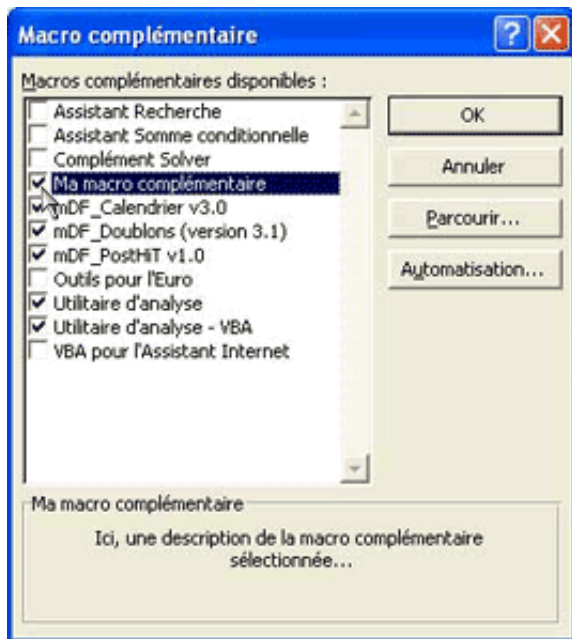 Macro complémentaire
Macros complémentaires disponibles :
Assistant Recherche
Assistant Somme conditionnelle
Complément Solver
Ma macro complémentaire
mDF_Calendrier v3.0
mDF_Doublons (version 3.1)
mDF_PostHiT v1.0
Outils pour l'Euro
Utilitaire d'analyse
Utilitaire d'analyse - VBA
VBA pour l'Assistant Internet
OK
Annuler
Parcourir...
Automatisation...
Ma macro complémentaire
Ici, une description de la macro complémentaire
sélectionnée...